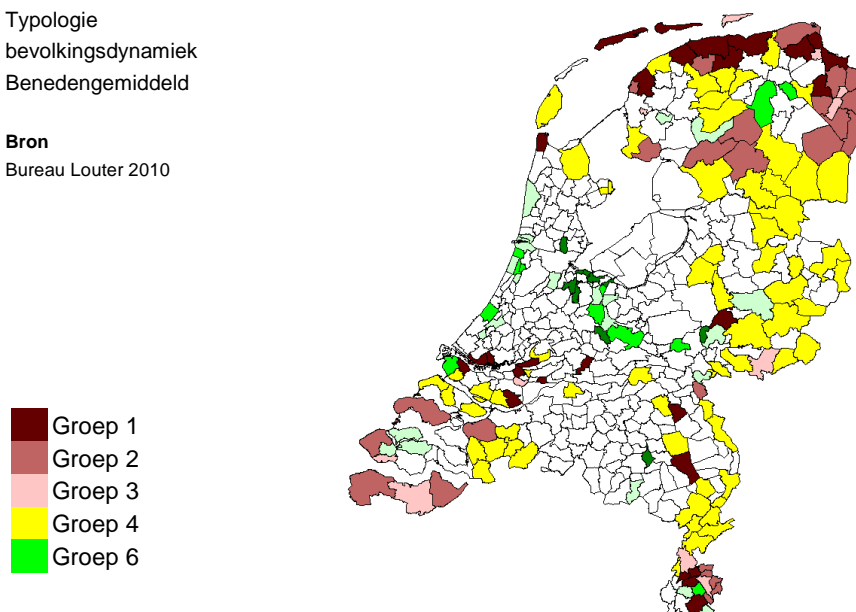 Typologie
bevolkingsdynamiek
Benedengemiddeld
Bron
Bureau Louter 2010
Groep 1
Groep 2
Groep 3
Groep 4
Groep 6